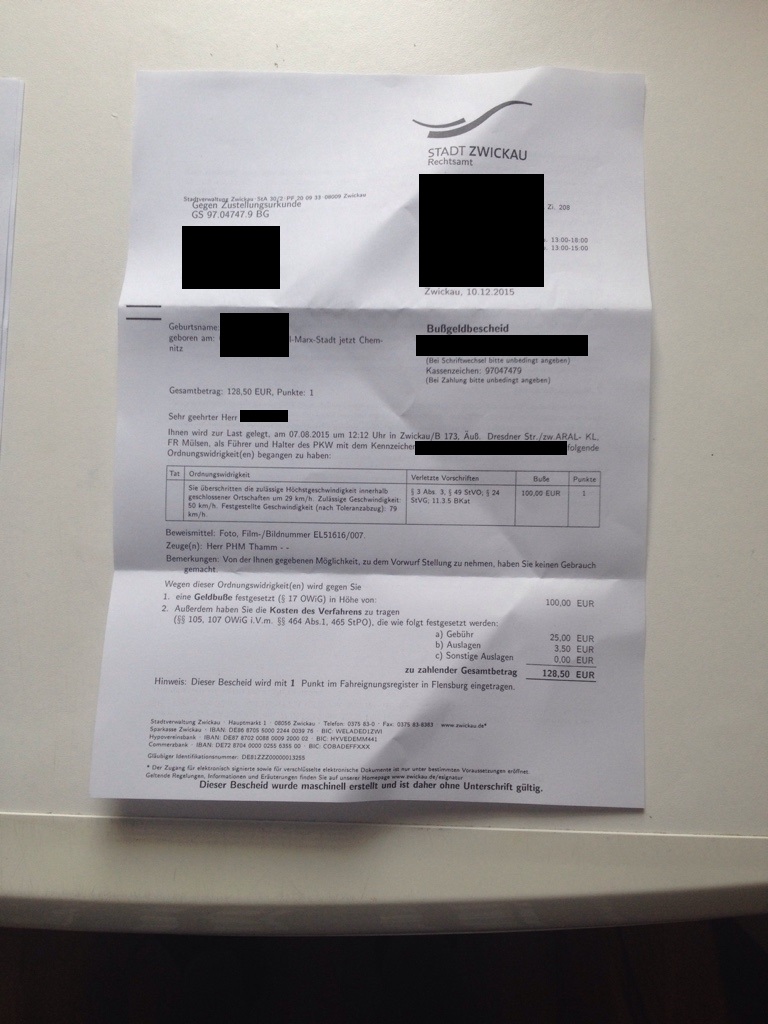 STADT ZWICKAU
Rechtsamt
Stadtverwaltung Zwickau · StA 30/2 · PF 20 09 33 · 08009 Zwickau
Gegen Zustellungsurkunde
GS 97.04747.9 BG
Zi. 208
13:00-18:00
13:00-15:00
Zwickau, 10.12.2015
Geburtsname
geboren am:
l-Marx-Stadt jetzt Chem-
nitz
Bußgeldbescheid
(Bei Schriftwechsel bitte unbedingt angeben)
Kassenzeichen: 97047479
(Bei Zahlung bitte unbedingt angeben)
Gesamtbetrag: 128,50 EUR, Punkte: 1
Sehr geehrter Herr
Ihnen wird zur Last gelegt, am 07.08.2015 um 12:12 Uhr in Zwickau/B 173, Äuß. Dresdner Str./zw.ARAL- KL,
FR Mülsen, als Führer und Halter des PKW mit dem Kennzeichen folgende
Ordnungswidrigkeit(en) begangen zu haben:
Tat Ordnungswidrigkeit Verletzte Vorschriften Buße Punkte
Sie überschritten die zulässige Höchstgeschwindigkeit innerhalb
geschlossener Ortschaften um 29 km/h. Zulässige Geschwindigkeit:
50 km/h. Festgestellte Geschwindigkeit (nach Toleranzabzug): 79
km/h.
§ 3 Abs. 3, § 49 StVO; § 24
StVG; 11.3.5 BKat
100,00 EUR
1
Beweismittel: Foto, Film-/Bildnummer EL51616/007.
Zeuge(n): Herr PHM Thamm - -
Bemerkungen: Von der Ihnen gegebenen Möglichkeit, zu dem Vorwurf Stellung zu nehmen, haben Sie keinen Gebrauch
gemacht.
Wegen dieser Ordnungswidrigkeit(en) wird gegen Sie
1. eine Geldbuße festgesetzt (§ 17 OWiG) in Höhe von: 100,00 EUR
2. Außerdem haben Sie die Kosten des Verfahrens zu tragen
(§§ 105, 107 OWiG i.V.m. §§ 464 Abs.1, 465 StPO), die wie folgt festgesetzt werden:
a) Gebühr 25,00 EUR
b) Auslagen 3,50 EUR
c) Sonstige Auslagen 0,00 EUR
zu zahlender Gesamtbetrag 128,50 EUR
Hinweis: Dieser Bescheid wird mit 1 Punkt im Fahreignungsregister in Flensburg eingetragen.
Stadtverwaltung Zwickau · Hauptmarkt 1 · 08056 Zwickau · Telefon: 0375 83-0 · Fax: 0375 83-8383 · www.zwickau.de*
Sparkasse Zwickau · IBAN: DE86 8705 5000 2244 0039 76 · BIC: WELADED1ZWI
Hypovereinsbank · IBAN: DE87 8702 0088 0009 2000 02 · BIC: HYVEDEMM441
Commerzbank · IBAN: DE72 8704 0000 0255 6355 00 · BIC: COBADEFFXXX
Gläubiger Identifikationsnummer: DE81ZZZ00000013255
* Der Zugang für elektronisch signierte sowie für verschlüsselte elektronische Dokumente ist nur unter bestimmten Voraussetzungen eröffnet.
Geltende Regelungen, Informationen und Erläuterungen finden Sie auf unserer Homepage www.zwickau.de/esignatur
Dieser Bescheid wurde maschinell erstellt und ist daher ohne Unterschrift gültig.